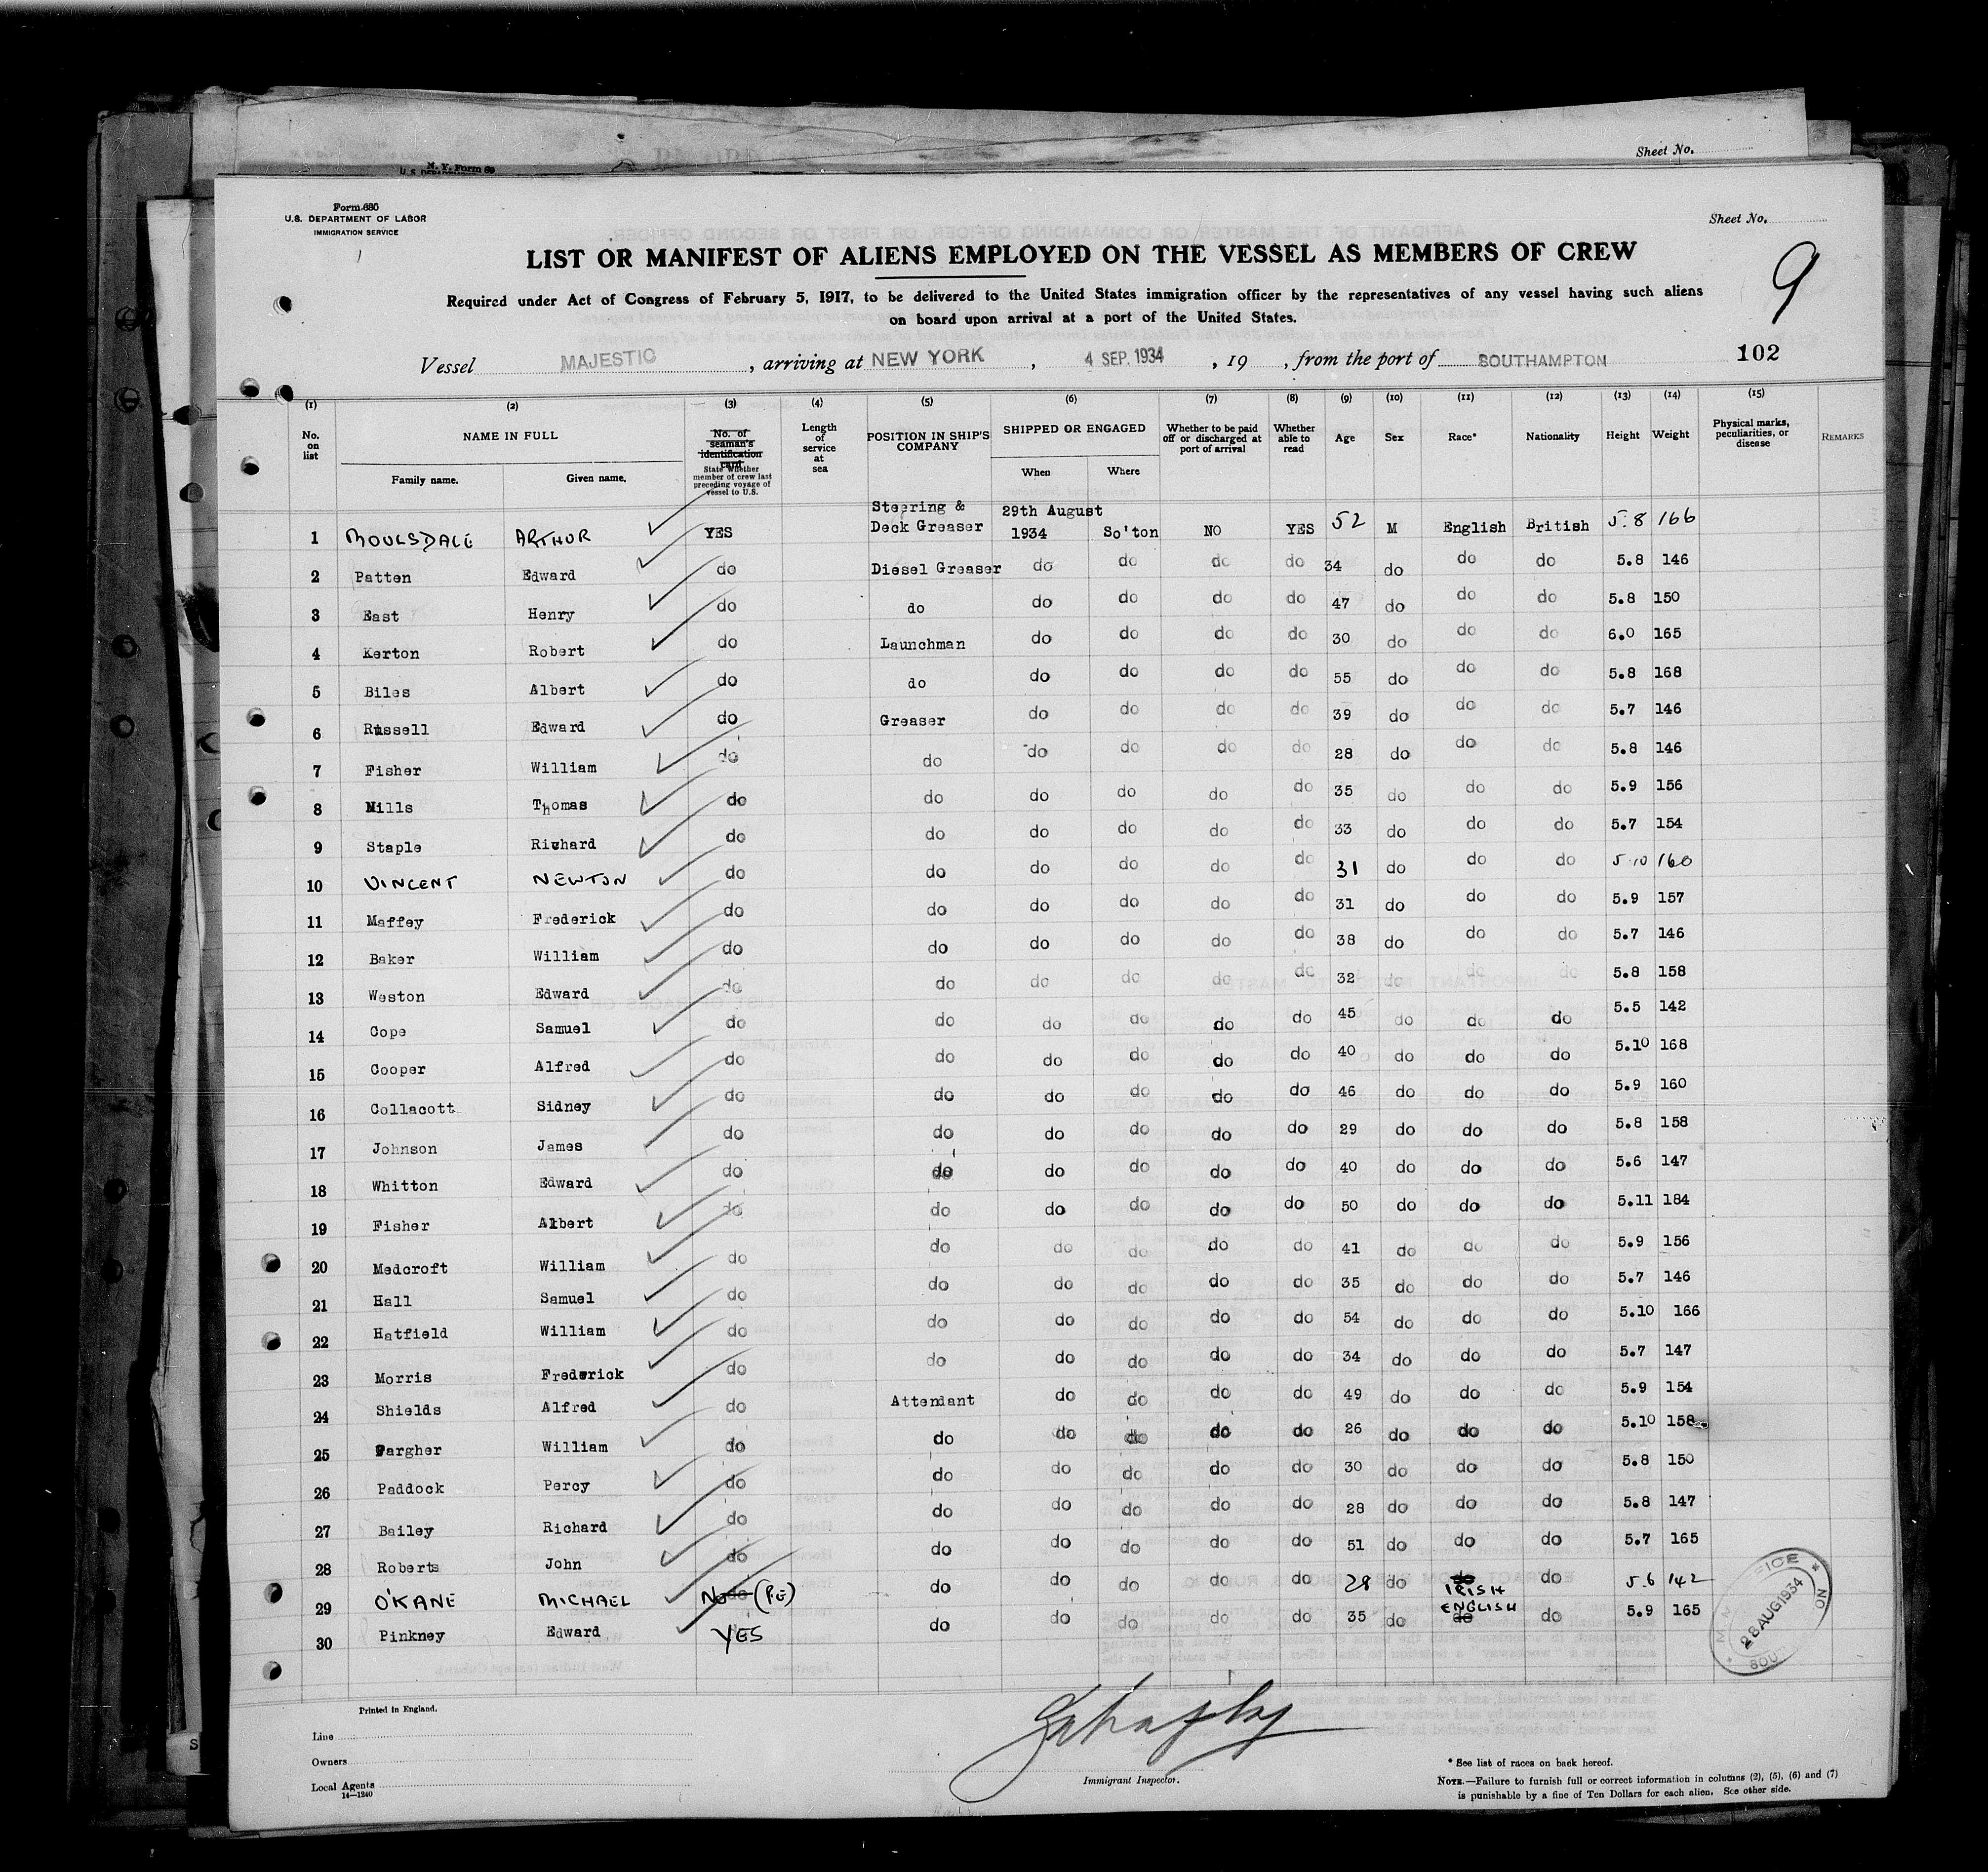 Sheet No.
N. Y. Form 89
Form 680
U.S. DEPARTMENT OF LABOR
IMMIGRATION SERVICE
Sheet No.
LIST OR MANIFEST OF ALIENS EMPLOYED ON THE VESSEL AS MEMBERS OF CREW
9
Required under Act of Congress of February 5, 1917, to be delivered to the United States immigration officer by the representatives of any vessel having such aliens
on board upon arrival at a port of the United States.
Vessel MAJESTIC, arriving at NEW YORK, 4 SEP. 1934, 19 , from the port of SOUTHAMPTON 102
(1) (2) (3) (4) (5) (6) (7) (8) (9) (10) (11) (12) (13) (14) (15)
No. on list NAME IN FULL Family name. Given name. No. of seaman's identification card State whether member of crew last preceding voyage of vessel to U.S. Length of service at sea POSITION IN SHIP'S COMPANY SHIPPED OR ENGAGED When Where Whether to be paid off or discharged at port of arrival Whether able to read Age Sex Race* Nationality Height Weight Physical marks, peculiarities, or disease REMARKS
1 MOULSDALE ARTHUR YES Steering & Deck Greaser 29th August 1934 So'ton NO YES 52 M English British 5.8 166
2 Patten Edward do Diesel Greaser do do do do 34 do do do 5.8 146
3 East Henry do do do do do do 47 do do do 5.8 150
4 Kerton Robert do Launchman do do do do 30 do do do 6.0 165
5 Biles Albert do do do do do do 55 do do do 5.8 168
6 Russell Edward do Greaser do do do do 39 do do do 5.7 146
7 Fisher William do do do do do do 28 do do do 5.8 146
8 Mills Thomas do do do do do do 35 do do do 5.9 156
9 Staple Richard do do do do do do 33 do do do 5.7 154
10 VINCENT NEWTON do do do do do do 31 do do do 5.10 160
11 Maffey Frederick do do do do do do 31 do do do 5.9 157
12 Baker William do do do do do do 38 do do do 5.7 146
13 Weston Edward do do do do do do 32 do do do 5.8 158
14 Cope Samuel do do do do do do 45 do do do 5.5 142
15 Cooper Alfred do do do do do do 40 do do do 5.10 168
16 Collacott Sidney do do do do do do 46 do do do 5.9 160
17 Johnson James do do do do do do 29 do do do 5.8 158
18 Whitton Edward do do do do do do 40 do do do 5.6 147
19 Fisher Albert do do do do do do 50 do do do 5.11 184
20 Medcroft William do do do do do do 41 do do do 5.9 156
21 Hall Samuel do do do do do do 35 do do do 5.7 146
22 Hatfield William do do do do do do 54 do do do 5.10 166
23 Morris Frederick do do do do do do 34 do do do 5.7 147
24 Shields Alfred do Attendant do do do do 49 do do do 5.9 154
25 Fargher William do do do do do do 26 do do do 5.10 158
26 Paddock Percy do do do do do do 30 do do do 5.8 150
27 Bailey Richard do do do do do do 28 do do do 5.8 147
28 Roberts John do do do do do do 51 do do do 5.7 165
29 O'KANE MICHAEL No do (RE) do do do do do 28 do do IRISH do 5.6 142
30 Pinkney Edward YES do do do do do 35 do ENGLISH do do 5.9 165
28 AUG 1934
Printed in England.
Line
Owners
Local Agents
14—1240
Immigrant Inspector.
* See list of races on back hereof.
NOTE.—Failure to furnish full or correct information in columns (2), (5), (6) and (7)
is punishable by a fine of Ten Dollars for each alien. See other side.